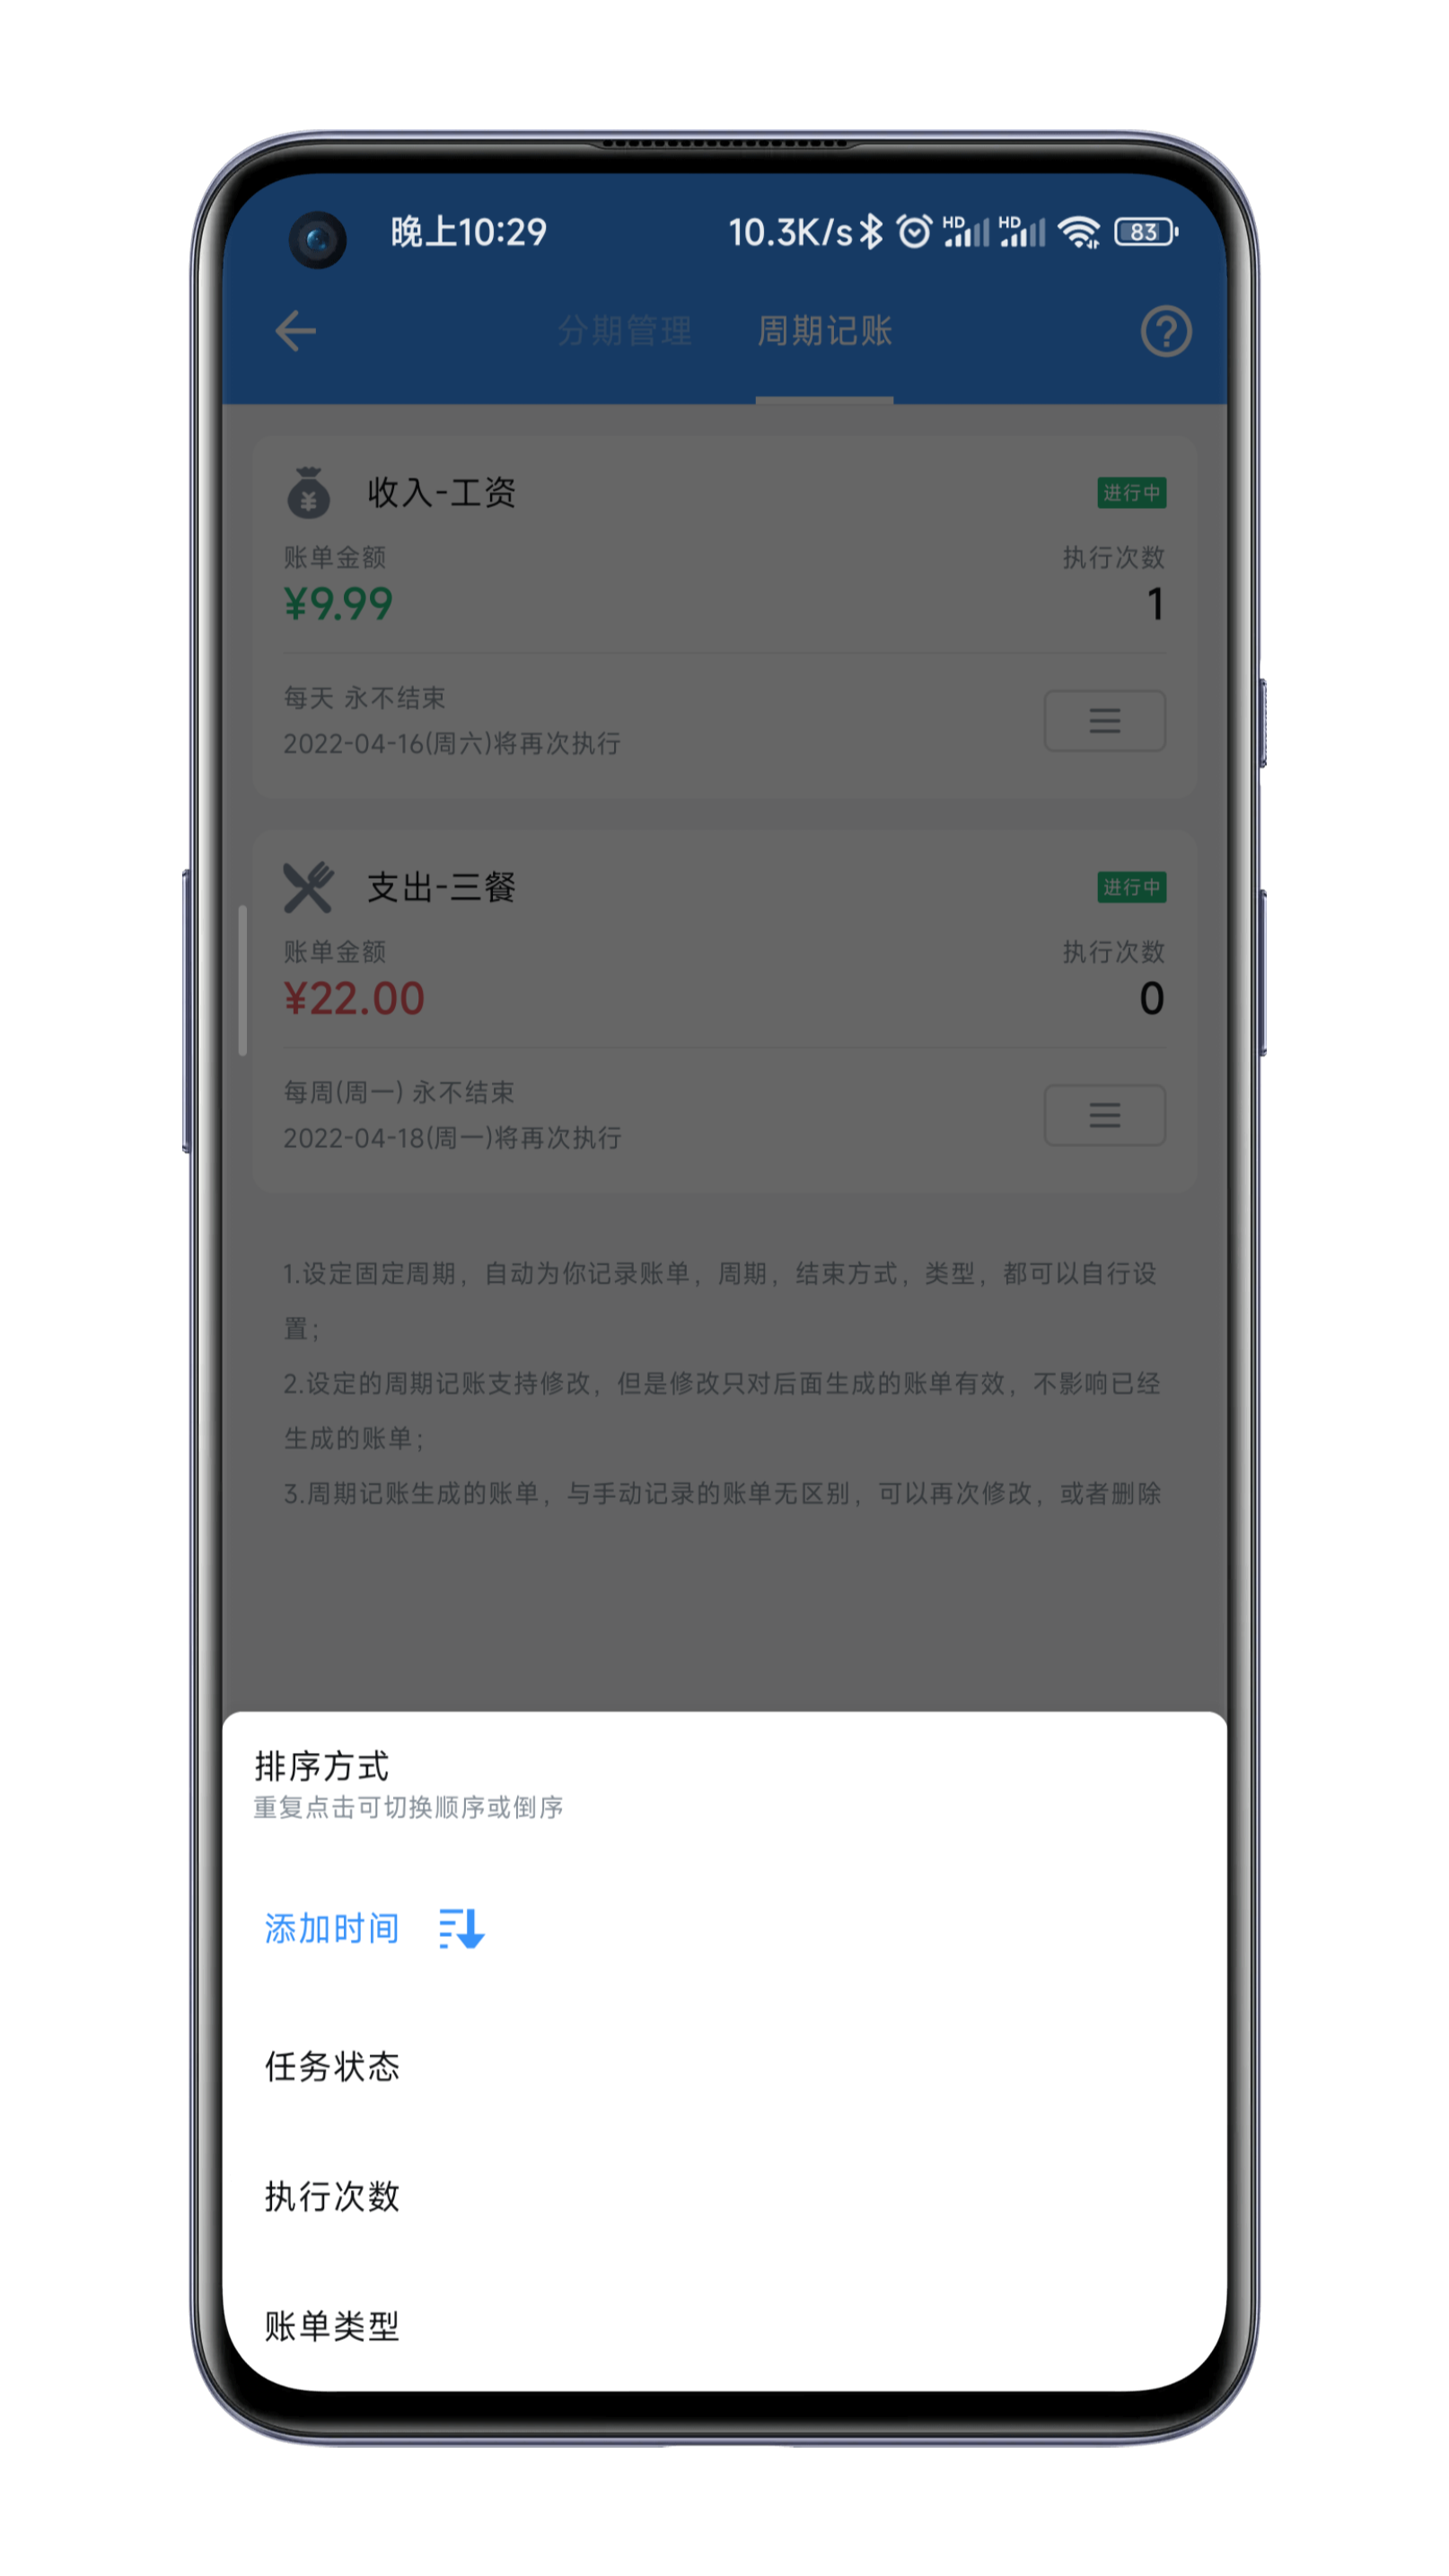 晚上10:29
10.3K/s HD HD 83
分期管理 周期记账
收入-工资 进行中
账单金额 执行次数
¥9.99 1
每天 永不结束
2022-04-16(周六)将再次执行
支出-三餐 进行中
账单金额 执行次数
¥22.00 0
每周(周一) 永不结束
2022-04-18(周一)将再次执行
1.设定固定周期，自动为你记录账单，周期，结束方式，类型，都可以自行设
置；
2.设定的周期记账支持修改，但是修改只对后面生成的账单有效，不影响已经
生成的账单；
3.周期记账生成的账单，与手动记录的账单无区别，可以再次修改，或者删除
排序方式
重复点击可切换顺序或倒序
添加时间
任务状态
执行次数
账单类型